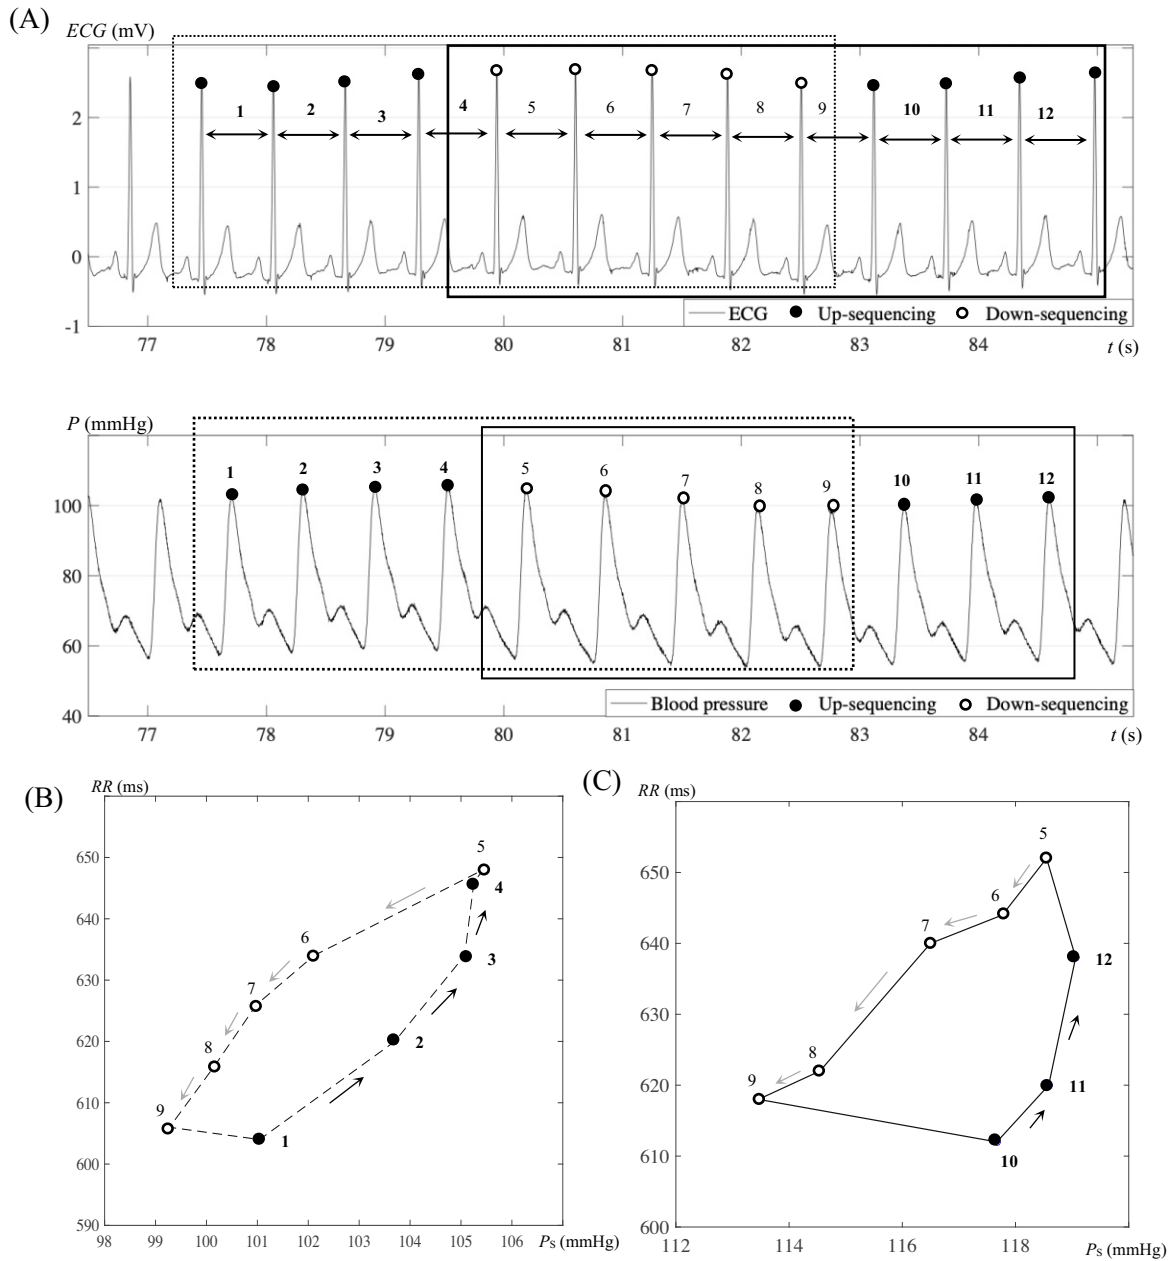 (A)
ECG (mV)
2
1
0
-1
1 2 3 4 5 6 7 8 9 10 11 12
ECG Up-sequencing Down-sequencing
77 78 79 80 81 82 83 84 t (s)
P (mmHg)
100
80
60
40
1 2 3 4 5 6 7 8 9 10 11 12
Blood pressure Up-sequencing Down-sequencing
77 78 79 80 81 82 83 84 t (s)
(B)
RR (ms)
650
640
630
620
610
600
590
5
4
6
3
7
2
8
9
1
98 99 100 101 102 103 104 105 106 PS (mmHg)
(C)
RR (ms)
650
640
630
620
610
600
5
6
7
12
8
9
11
10
112 114 116 118 PS (mmHg)